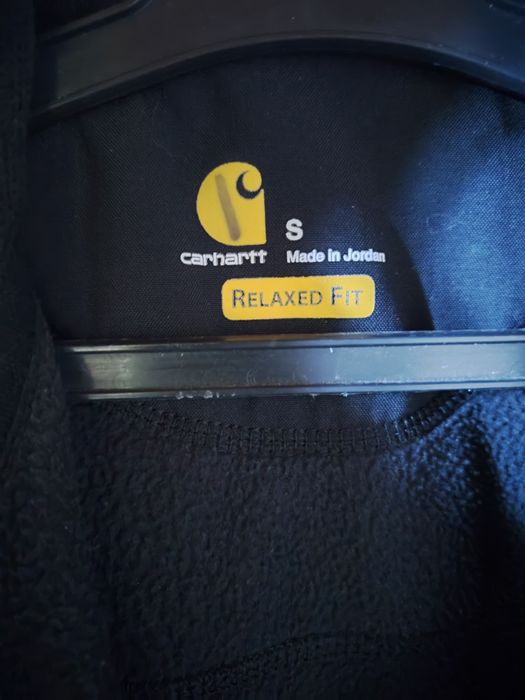 S
carhartt
Made in Jordan
RELAXED FIT